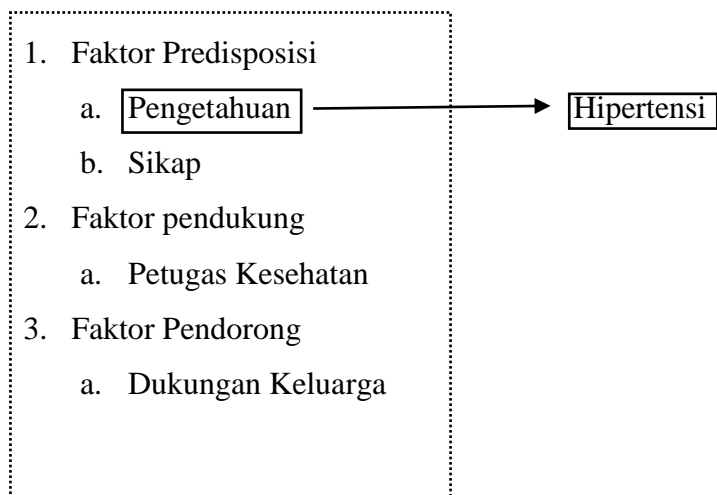 1. Faktor Predisposisi
a. Pengetahuan
Hipertensi
b. Sikap
2. Faktor pendukung
a. Petugas Kesehatan
3. Faktor Pendorong
a. Dukungan Keluarga